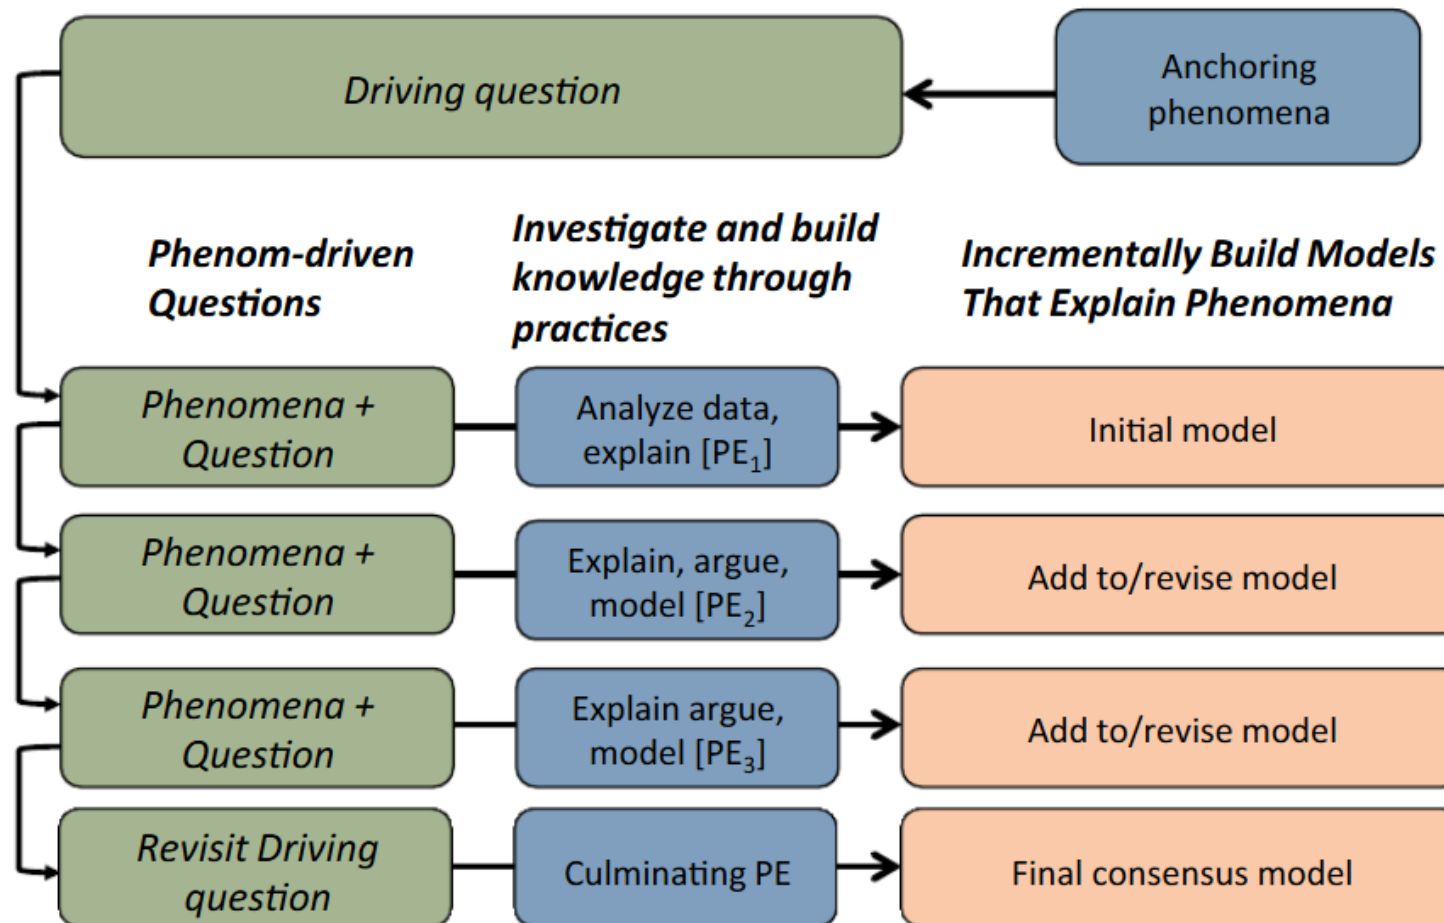 Driving question
Anchoring
phenomena
Phenom-driven
Questions
Investigate and build
knowledge through
practices
Incrementally Build Models
That Explain Phenomena
Phenomena +
Question
Analyze data,
explain [PE₁]
Initial model
Phenomena +
Question
Explain, argue,
model [PE₂]
Add to/revise model
Phenomena +
Question
Explain argue,
model [PE₃]
Add to/revise model
Revisit Driving
question
Culminating PE
Final consensus model